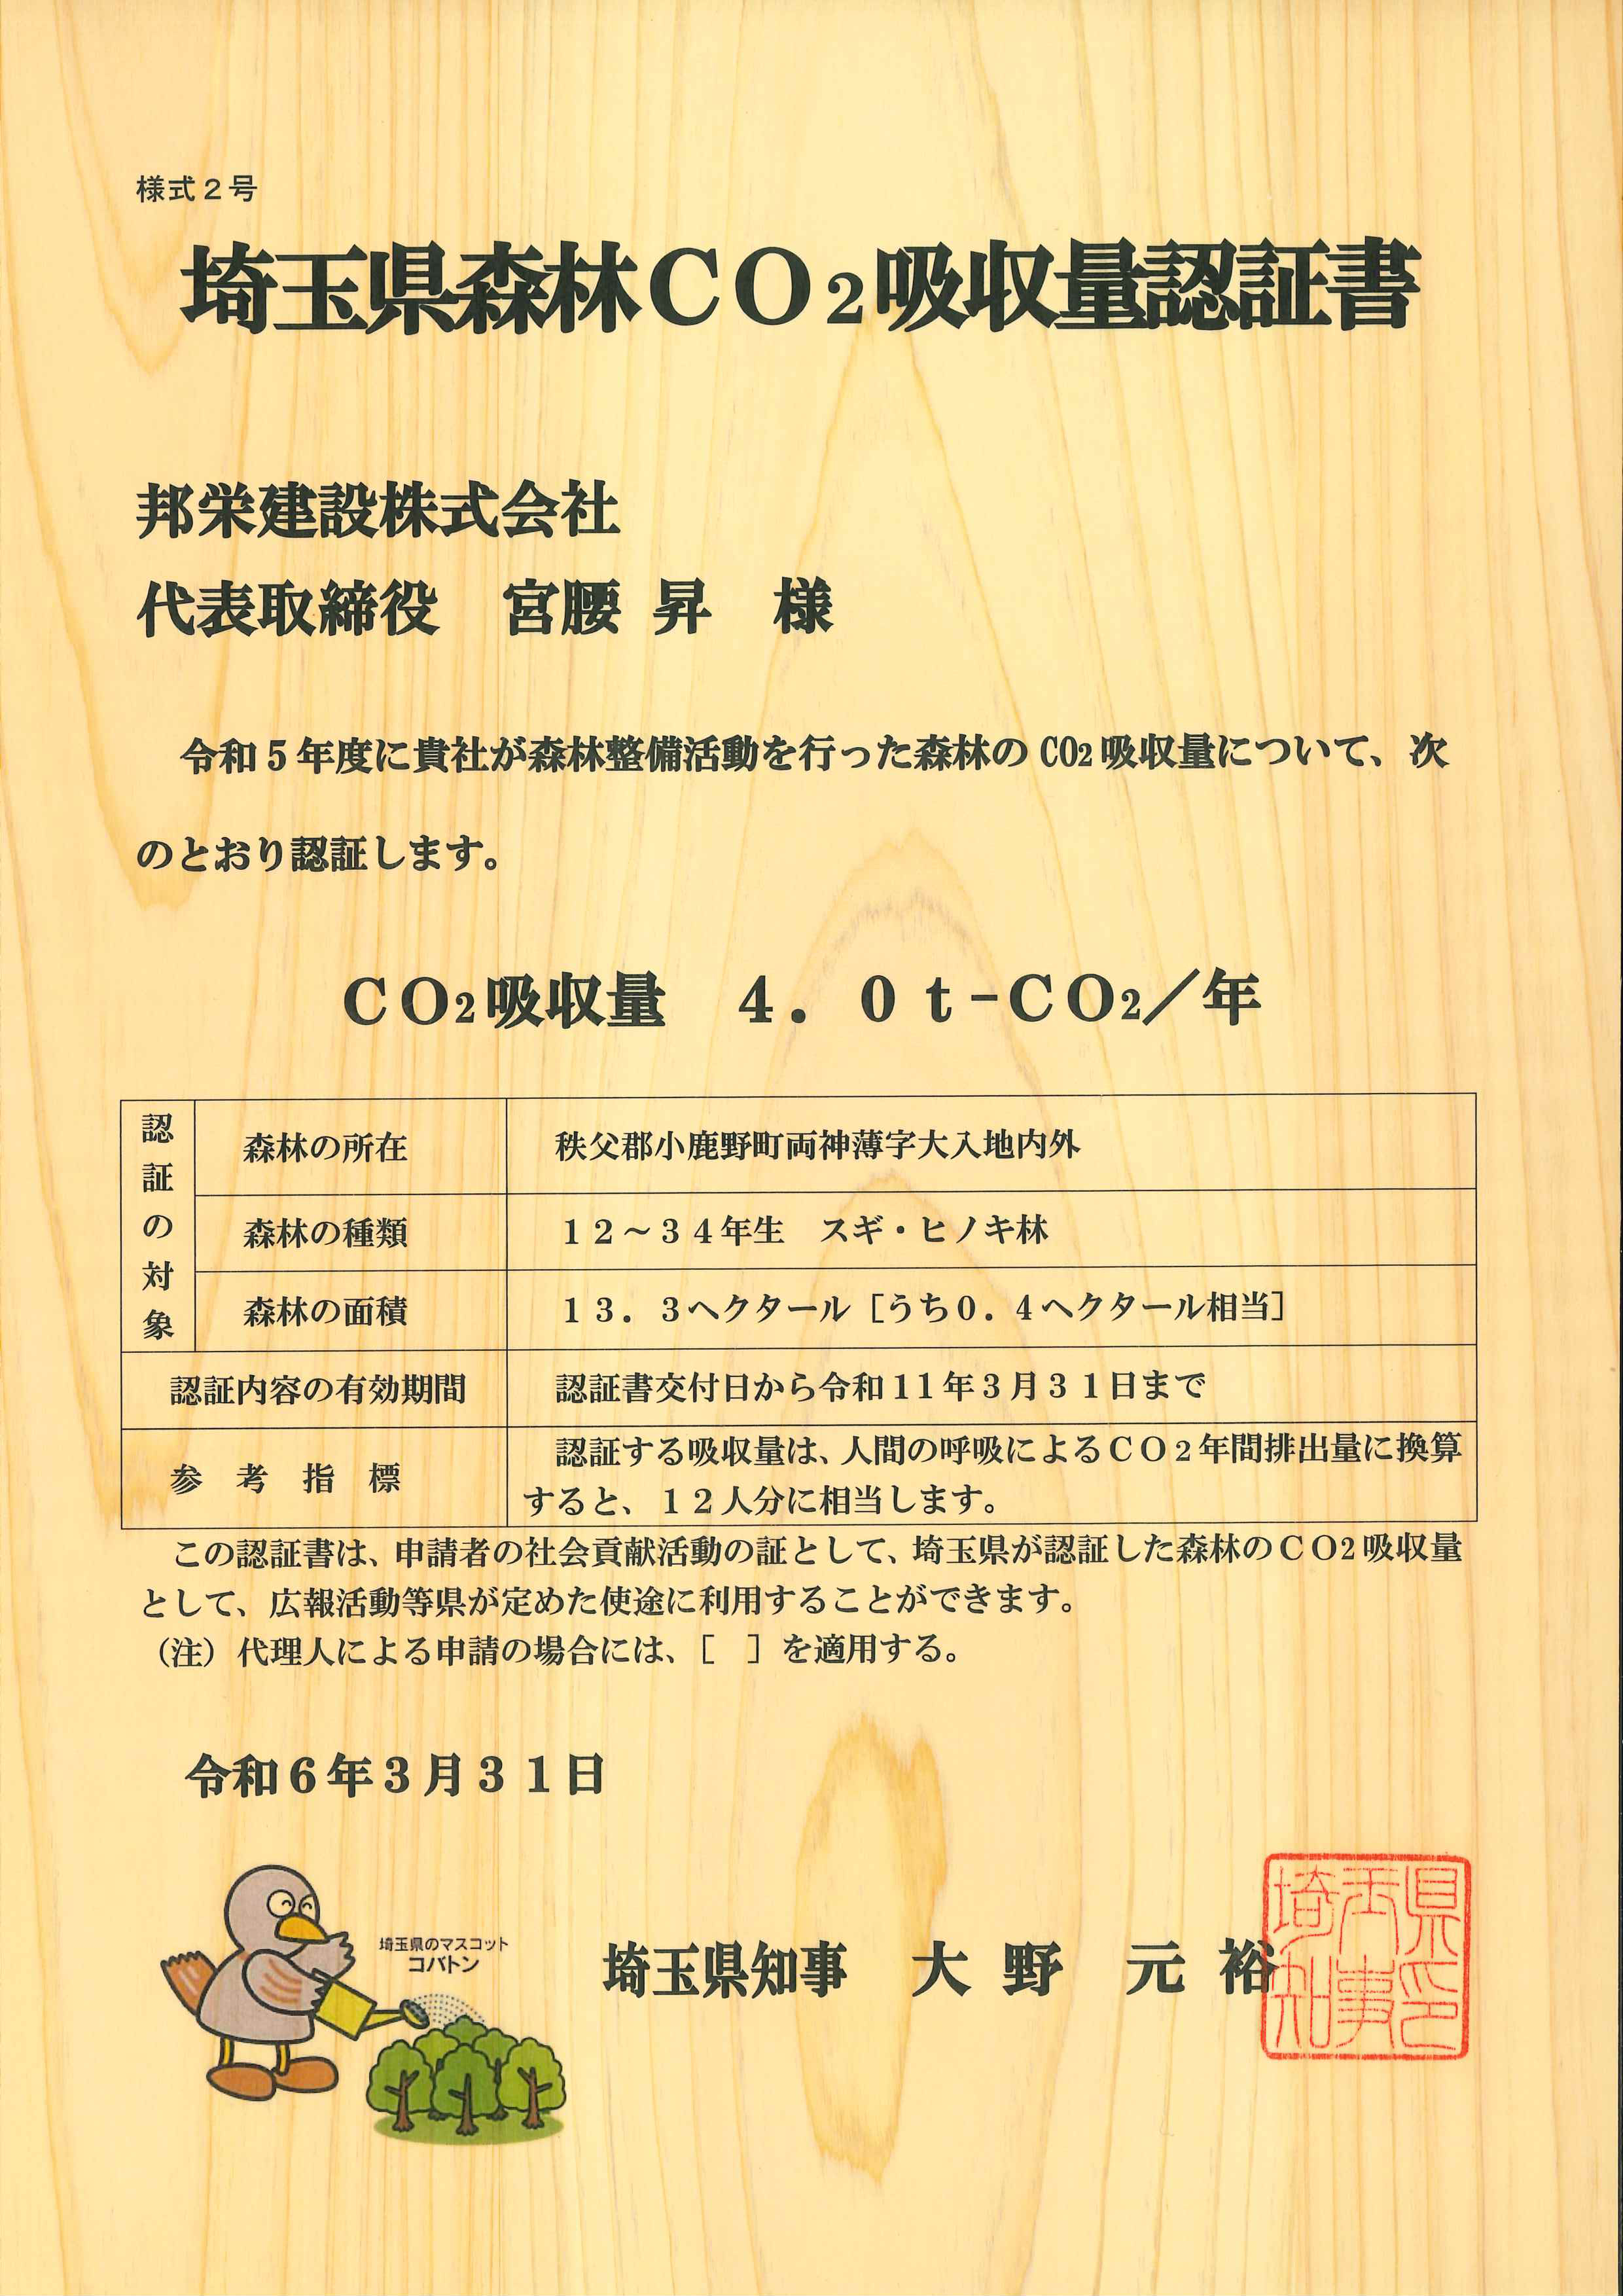 様式２号
埼玉県森林ＣＯ２吸収量認証書
邦栄建設株式会社
代表取締役　宮腰 昇　様
令和５年度に貴社が森林整備活動を行った森林の CO2 吸収量について、次
のとおり認証します。
ＣＯ２吸収量　４．０ｔ－ＣＯ２／年
認証の対象
森林の所在　秩父郡小鹿野町両神薄字大入地内外
森林の種類　１２～３４年生　スギ・ヒノキ林
森林の面積　１３．３ヘクタール［うち０．４ヘクタール相当］
認証内容の有効期間　認証書交付日から令和11年３月３１日まで
参考指標　認証する吸収量は、人間の呼吸によるＣＯ２年間排出量に換算
すると、１２人分に相当します。
この認証書は、申請者の社会貢献活動の証として、埼玉県が認証した森林のＣＯ２吸収量
として、広報活動等県が定めた使途に利用することができます。
（注）代理人による申請の場合には、［　］を適用する。
令和６年３月３１日
埼玉県のマスコット
コバトン
埼玉県知事　大野　元裕
埼玉県
知事印